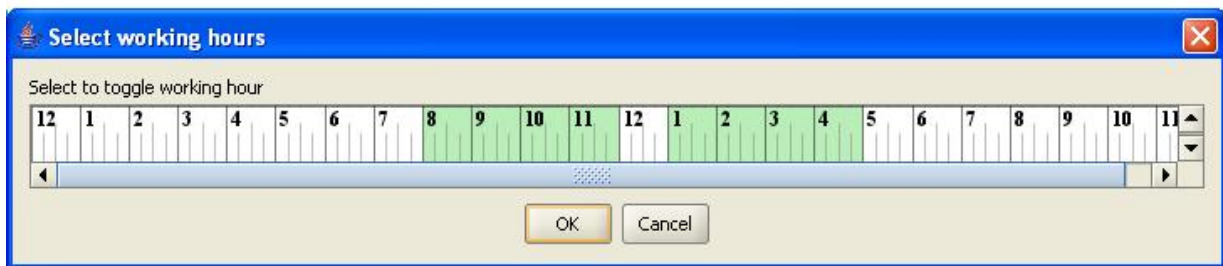 Select working hours
Select to toggle working hour
12 1 2 3 4 5 6 7 8 9 10 11 12 1 2 3 4 5 6 7 8 9 10 11
OK Cancel